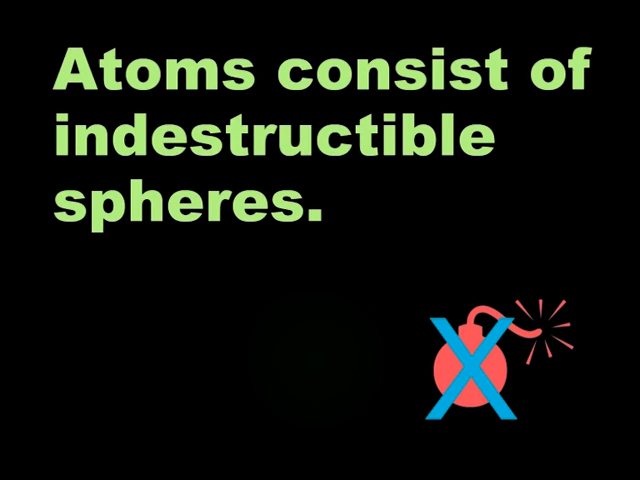 Atoms consist of
indestructible
spheres.
X